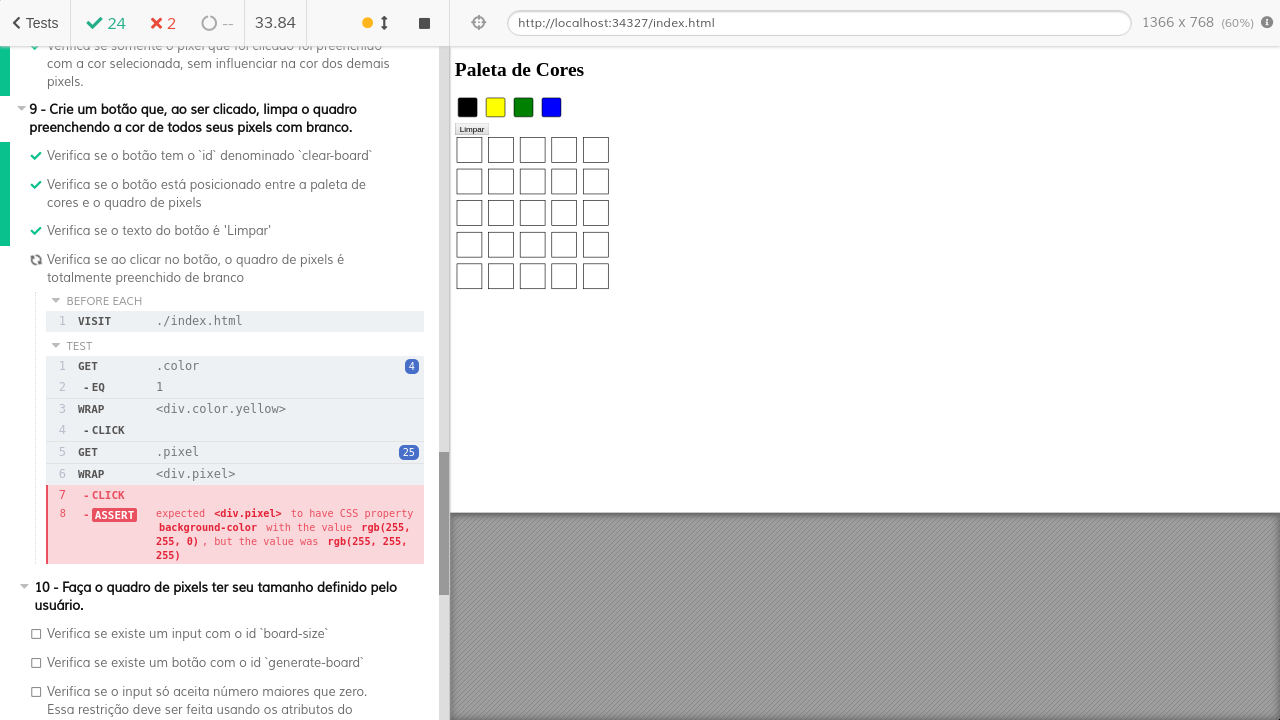 Tests
24
2
--
33.84
http://localhost:34327/index.html
1366 x 768 (60%)
Verifica se somente o pixel que foi clicado foi preenchido
com a cor selecionada, sem influenciar na cor dos demais
pixels.
9 - Crie um botão que, ao ser clicado, limpa o quadro
preenchendo a cor de todos seus pixels com branco.
Verifica se o botão tem o `id` denominado `clear-board`
Verifica se o botão está posicionado entre a paleta de
cores e o quadro de pixels
Verifica se o texto do botão é 'Limpar'
Verifica se ao clicar no botão, o quadro de pixels é
totalmente preenchido de branco
BEFORE EACH
1 VISIT ./index.html
TEST
1 GET .color 4
2 - EQ 1
3 WRAP <div.color.yellow>
4 - CLICK
5 GET .pixel 25
6 WRAP <div.pixel>
7 - CLICK
8 - ASSERT expected <div.pixel> to have CSS property
background-color with the value rgb(255,
255, 0) , but the value was rgb(255, 255,
255)
10 - Faça o quadro de pixels ter seu tamanho definido pelo
usuário.
Verifica se existe um input com o id `board-size`
Verifica se existe um botão com o id `generate-board`
Verifica se o input só aceita número maiores que zero.
Essa restrição deve ser feita usando os atributos do
Paleta de Cores
Limpar